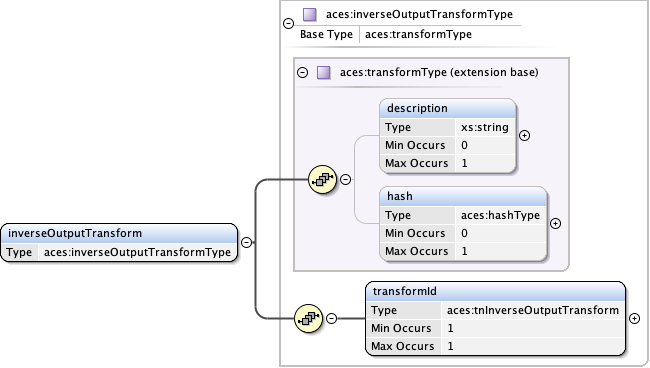 aces:inverseOutputTransformType
Base Type aces:transformType
aces:transformType (extension base)
description
Type xs:string
Min Occurs 0
Max Occurs 1
hash
Type aces:hashType
Min Occurs 0
Max Occurs 1
inverseOutputTransform
Type aces:inverseOutputTransformType
transformId
Type aces:tnInverseOutputTransform
Min Occurs 1
Max Occurs 1